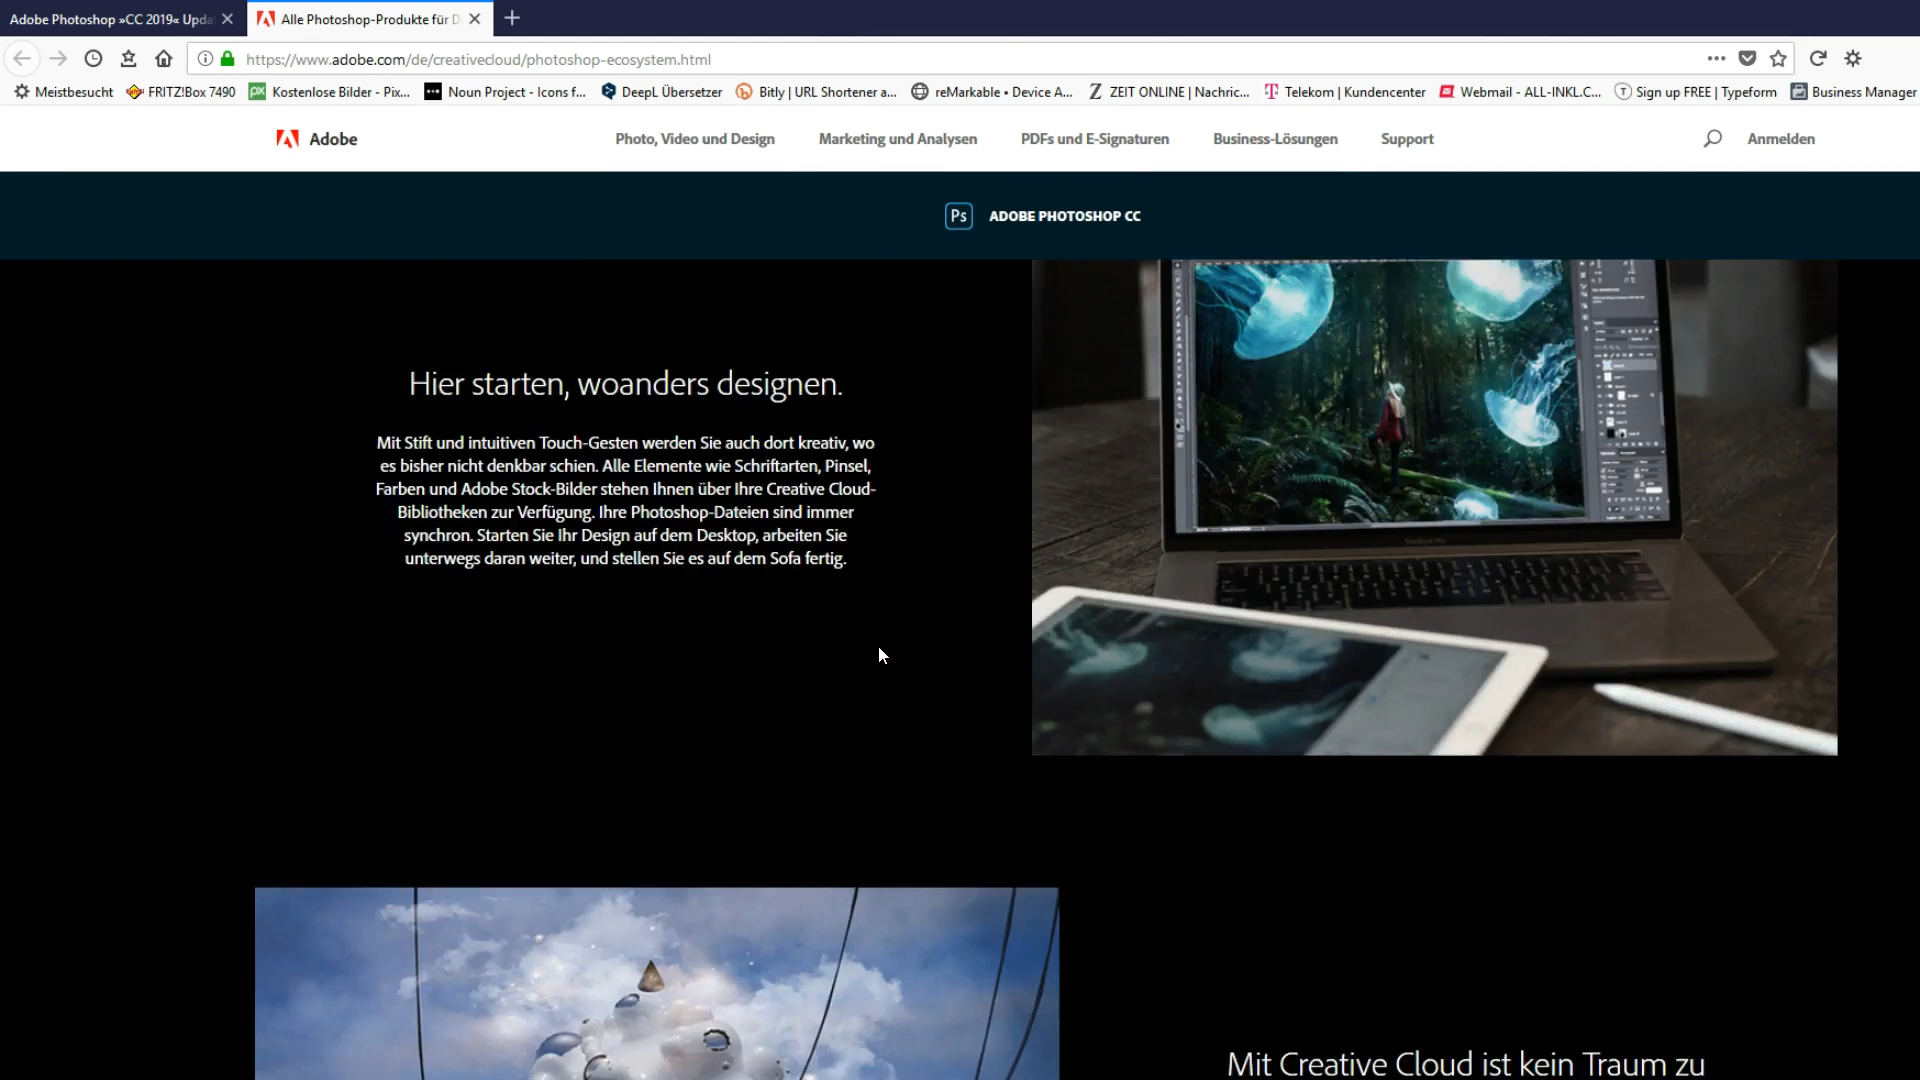 Adobe Photoshop »CC 2019« Upda
Alle Photoshop-Produkte für D
https://www.adobe.com/de/creativecloud/photoshop-ecosystem.html
Meistbesucht
FRITZ!Box 7490
Kostenlose Bilder - Pix...
Noun Project - Icons f...
DeepL Übersetzer
Bitly | URL Shortener a...
reMarkable • Device A...
ZEIT ONLINE | Nachric...
Telekom | Kundencenter
Webmail - ALL-INKL.C...
Sign up FREE | Typeform
Business Manager
Adobe
Photo, Video und Design
Marketing und Analysen
PDFs und E-Signaturen
Business-Lösungen
Support
Anmelden
Ps
ADOBE PHOTOSHOP CC
Hier starten, woanders designen.
Mit Stift und intuitiven Touch-Gesten werden Sie auch dort kreativ, wo
es bisher nicht denkbar schien. Alle Elemente wie Schriftarten, Pinsel,
Farben und Adobe Stock-Bilder stehen Ihnen über Ihre Creative Cloud-
Bibliotheken zur Verfügung. Ihre Photoshop-Dateien sind immer
synchron. Starten Sie Ihr Design auf dem Desktop, arbeiten Sie
unterwegs daran weiter, und stellen Sie es auf dem Sofa fertig.
Mit Creative Cloud ist kein Traum zu